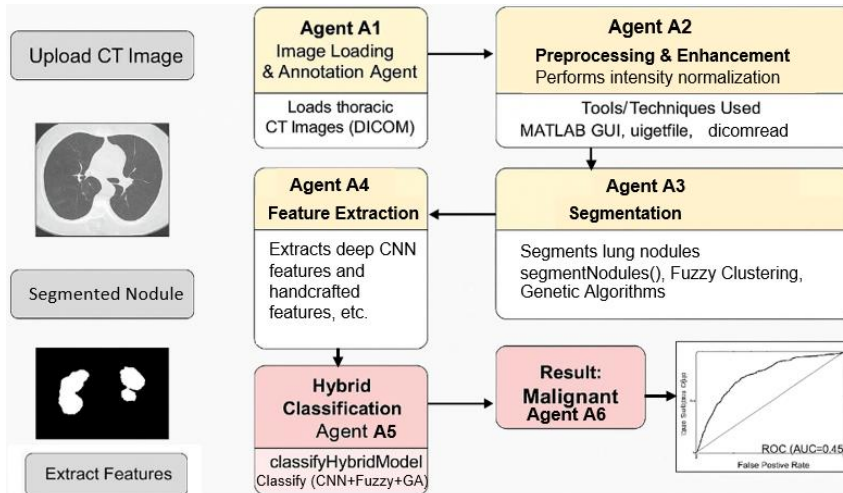 Upload CT Image
Segmented Nodule
Extract Features
Agent A1
Image Loading
& Annotation Agent
Loads thoracic
CT Images (DICOM)
Agent A2
Preprocessing & Enhancement
Performs intensity normalization
Tools/Techniques Used
MATLAB GUI, uigetfile, dicomread
Agent A3
Segmentation
Segments lung nodules
segmentNodules(), Fuzzy Clustering,
Genetic Algorithms
Agent A4
Feature Extraction
Extracts deep CNN
features and
handcrafted
features, etc.
Hybrid
Classification
Agent A5
classifyHybridModel
Classify (CNN+Fuzzy+GA)
Result:
Malignant
Agent A6
ROC (AUC=0.45
False Postive Rate